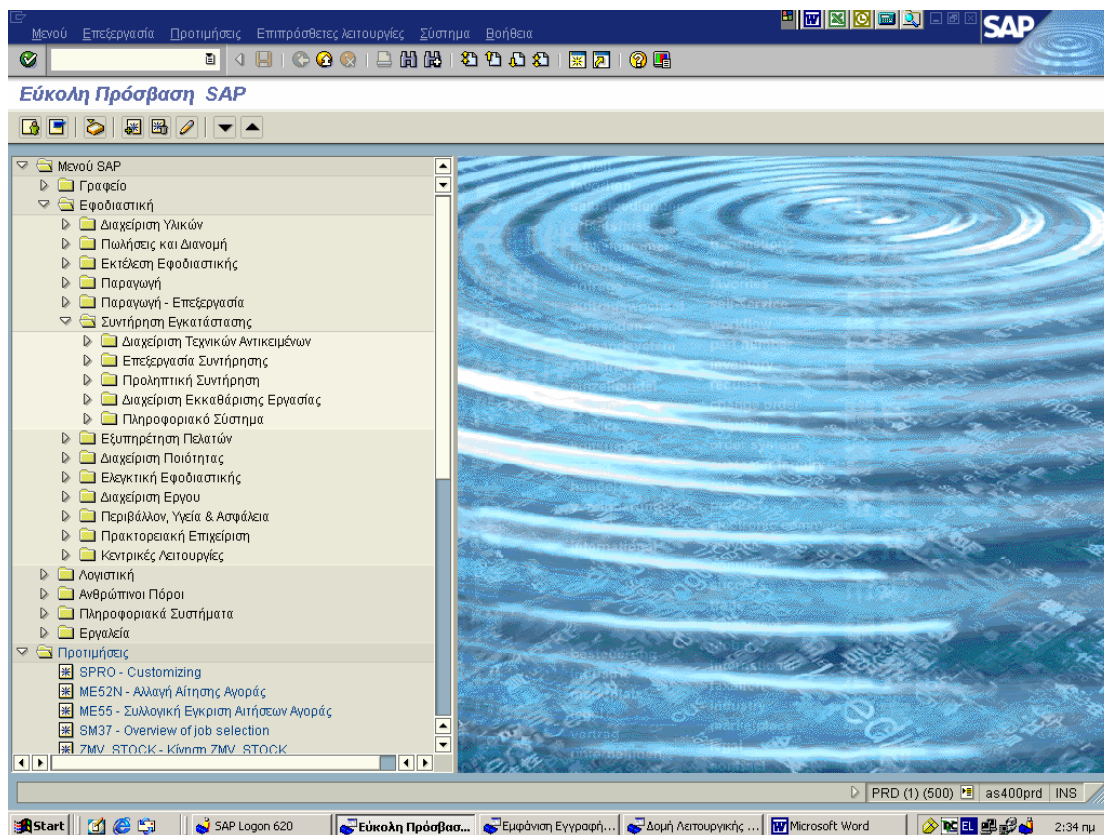 Μενού Επεξεργασία Προτιμήσεις Επιπρόσθετες λειτουργίες Σύστημα Βοήθεια
SAP
Εύκολη Πρόσβαση SAP
Μενού SAP
Γραφείο
Εφοδιαστική
Διαχείριση Υλικών
Πωλήσεις και Διανομή
Εκτέλεση Εφοδιαστικής
Παραγωγή
Παραγωγή - Επεξεργασία
Συντήρηση Εγκατάστασης
Διαχείριση Τεχνικών Αντικειμένων
Επεξεργασία Συντήρησης
Προληπτική Συντήρηση
Διαχείριση Εκκαθάρισης Εργασίας
Πληροφοριακό Σύστημα
Εξυπηρέτηση Πελατών
Διαχείριση Ποιότητας
Ελεγκτική Εφοδιαστικής
Διαχείριση Εργου
Περιβάλλον, Υγεία & Ασφάλεια
Πρακτορειακή Επιχείριση
Κεντρικές Λειτουργίες
Λογιστική
Ανθρώπινοι Πόροι
Πληροφοριακά Συστήματα
Εργαλεία
Προτιμήσεις
SPRO - Customizing
ME52N - Αλλαγή Αίτησης Αγοράς
ME55 - Συλλογική Εγκριση Αιτήσεων Αγοράς
SM37 - Overview of job selection
ZMV_STOCK - Κίνηση ZMV_STOCK
PRD (1) (500) as400prd INS
Start SAP Logon 620 Εύκολη Πρόσβασ... Εμφάνιση Εγγραφή... Δομή Λειτουργικής ... Microsoft Word EL 2:34 πμ